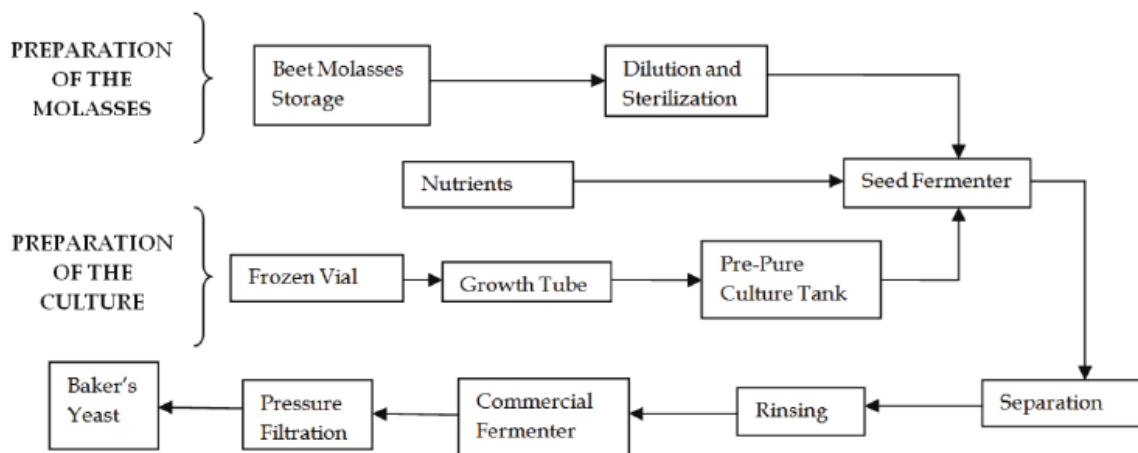 PREPARATION
OF THE
MOLASSES
Beet Molasses
Storage
Dilution and
Sterilization
Nutrients
Seed Fermenter
PREPARATION
OF THE
CULTURE
Frozen Vial
Growth Tube
Pre-Pure
Culture Tank
Baker's
Yeast
Pressure
Filtration
Commercial
Fermenter
Rinsing
Separation